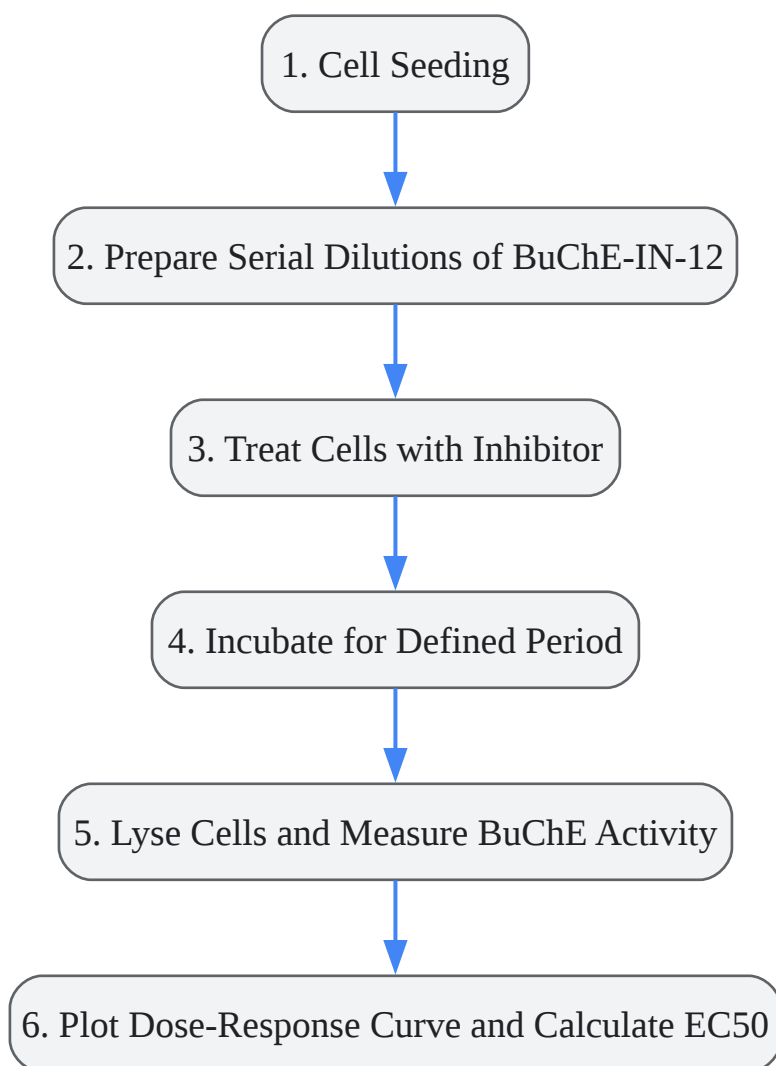 1. Cell Seeding
2. Prepare Serial Dilutions of BuChE-IN-12
3. Treat Cells with Inhibitor
4. Incubate for Defined Period
5. Lyse Cells and Measure BuChE Activity
6. Plot Dose-Response Curve and Calculate EC50